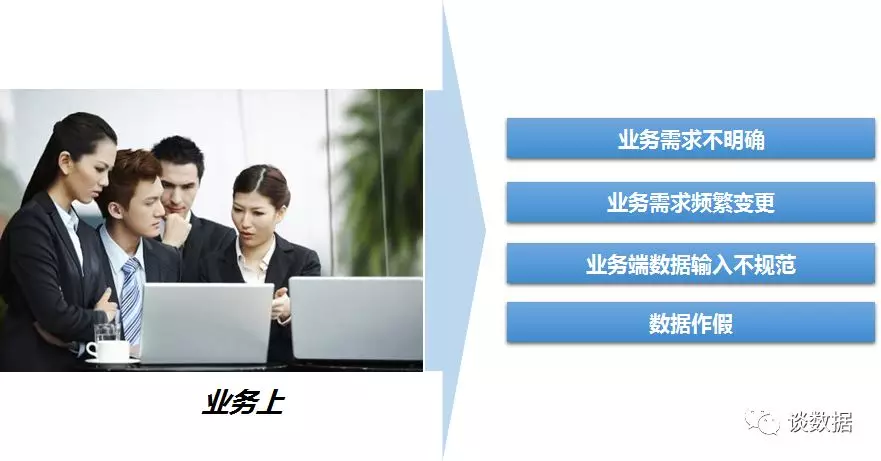 业务需求不明确
业务需求频繁变更
业务端数据输入不规范
数据作假
业务上
谈数据